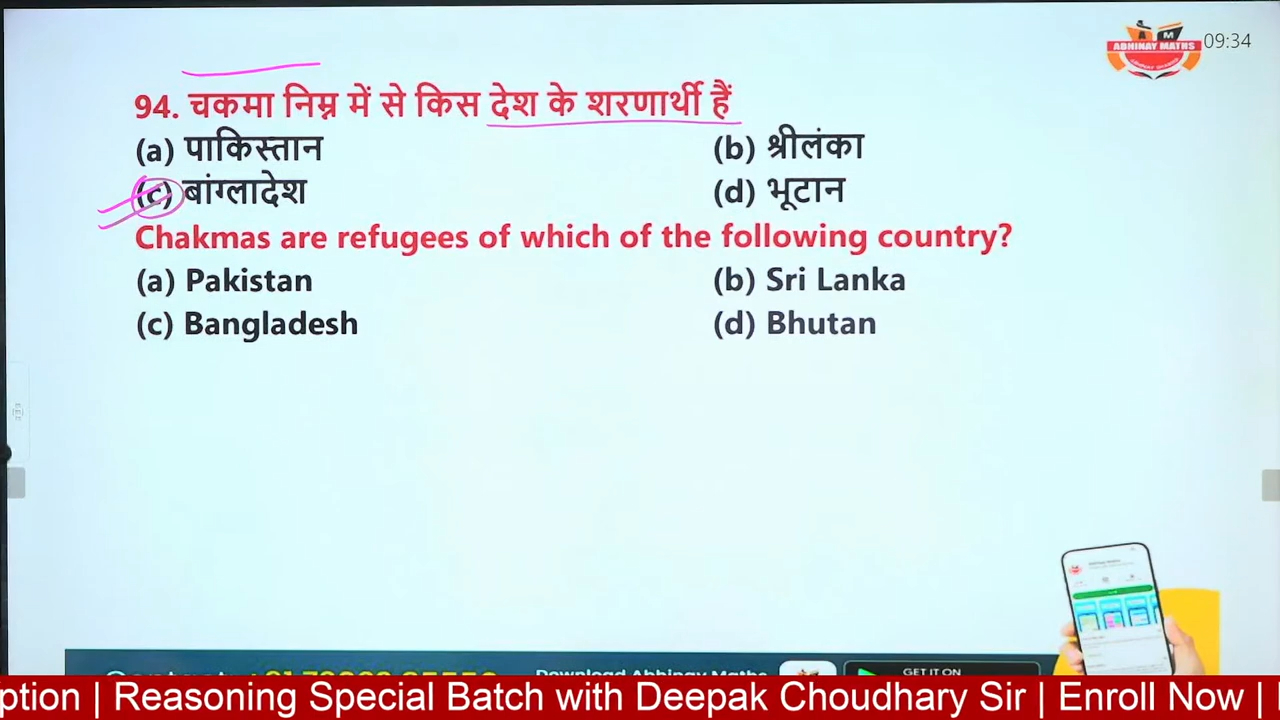 ABHINAY MATHS
09:34
94. चकमा निम्न में से किस देश के शरणार्थी हैं
(a) पाकिस्तान (b) श्रीलंका
(c) बांग्लादेश (d) भूटान
Chakmas are refugees of which of the following country?
(a) Pakistan (b) Sri Lanka
(c) Bangladesh (d) Bhutan
Download Abhinay Maths
GET IT ON
ption | Reasoning Special Batch with Deepak Choudhary Sir | Enroll Now |